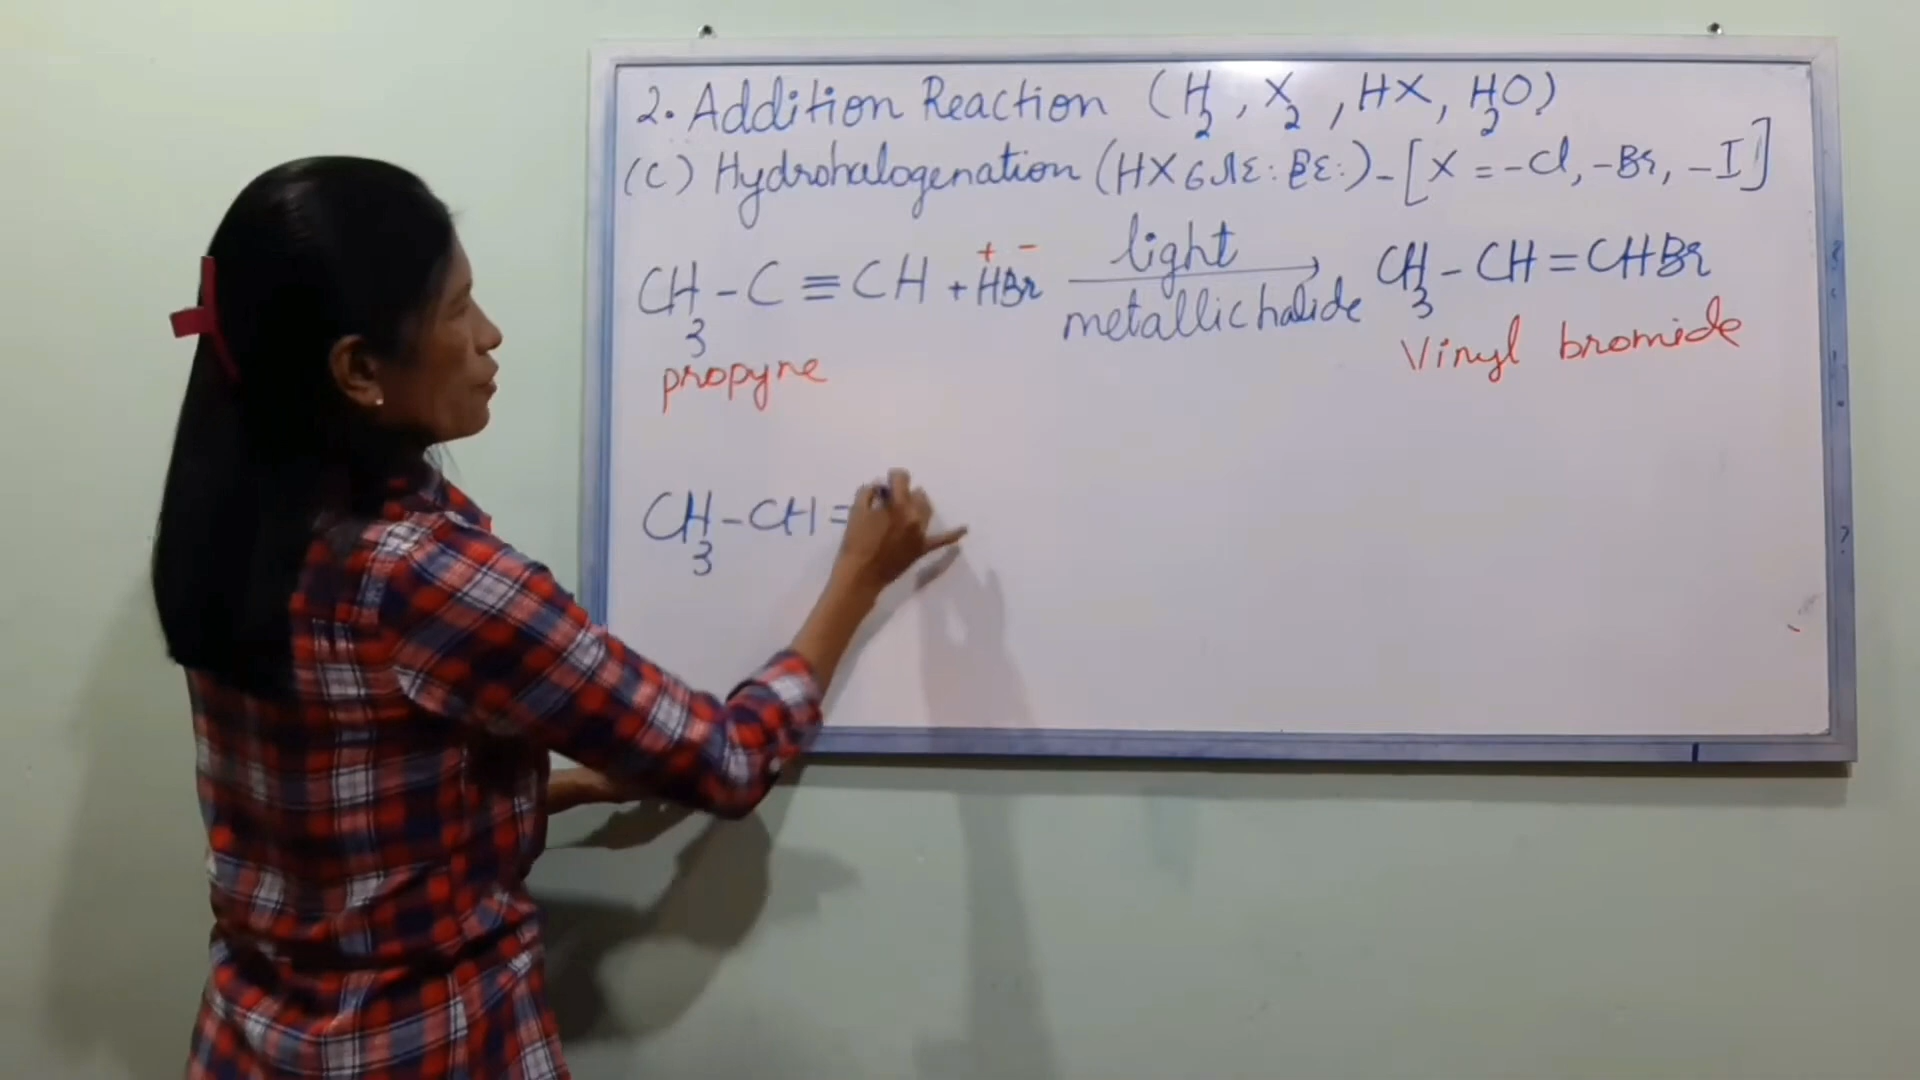 2. Addition Reaction (H₂, X₂, HX, H₂O)
(C) Hydrohalogenation (HX ) - [X = -Cl, -Br, -I]
CH₃ - C ≡ CH + HBr light metallic halide CH₃ - CH = CHBr
+ -
propyne Vinyl bromide
CH₃ - CH =